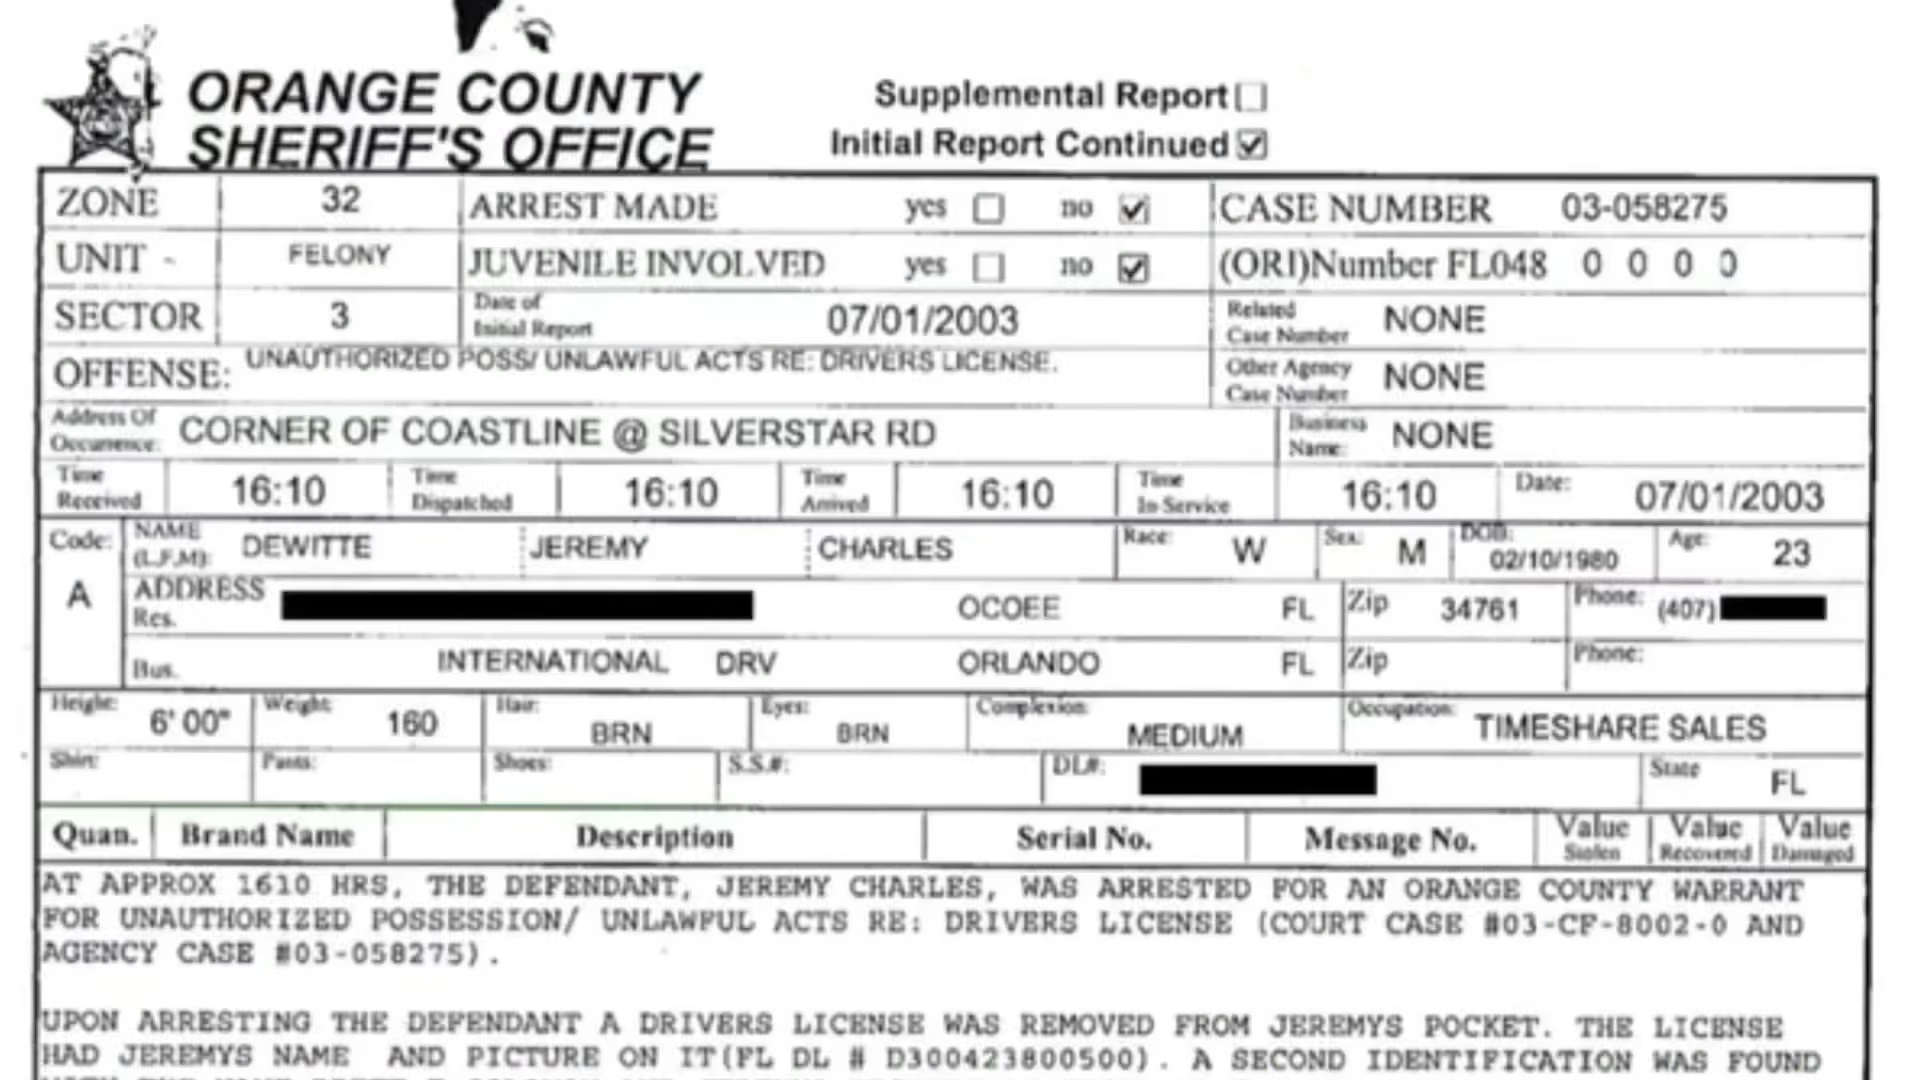 ORANGE COUNTY
SHERIFF'S OFFICE
Supplemental Report
Initial Report Continued
ZONE 32 ARREST MADE yes no CASE NUMBER 03-058275
UNIT - FELONY JUVENILE INVOLVED yes no (ORI)Number FL048 0 0 0 0
SECTOR 3 Date of Initial Report 07/01/2003 Related Case Number NONE
OFFENSE: UNAUTHORIZED POSS/ UNLAWFUL ACTS RE: DRIVERS LICENSE. Other Agency Case Number NONE
Address Of Occurrence: CORNER OF COASTLINE @ SILVERSTAR RD Business Name: NONE
Time Received 16:10 Time Dispatched 16:10 Time Arrived 16:10 Time In Service 16:10 Date: 07/01/2003
Code: A NAME (L,F,M): DEWITTE JEREMY CHARLES Race: W Sex: M DOB: 02/10/1980 Age: 23
ADDRESS Res. OCOEE FL Zip 34761 Phone: (407)
Bus. INTERNATIONAL DRV ORLANDO FL Zip Phone:
Height: 6' 00" Weight: 160 Hair: BRN Eyes: BRN Complexion: MEDIUM Occupation: TIMESHARE SALES
Shirt: Pants: Shoes: S.S.#: DL#: State FL
Quan. Brand Name Description Serial No. Message No. Value Stolen Value Recovered Value Damaged
AT APPROX 1610 HRS, THE DEFENDANT, JEREMY CHARLES, WAS ARRESTED FOR AN ORANGE COUNTY WARRANT
FOR UNAUTHORIZED POSSESSION/ UNLAWFUL ACTS RE: DRIVERS LICENSE (COURT CASE #03-CF-8002-0 AND
AGENCY CASE #03-058275).
UPON ARRESTING THE DEFENDANT A DRIVERS LICENSE WAS REMOVED FROM JEREMYS POCKET. THE LICENSE
HAD JEREMYS NAME AND PICTURE ON IT(FL DL # D300423800500). A SECOND IDENTIFICATION WAS FOUND